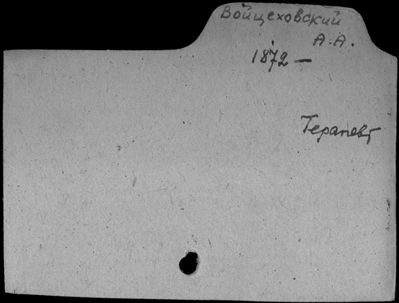 Войцеховский
А.А.
1872 —
Терапевт